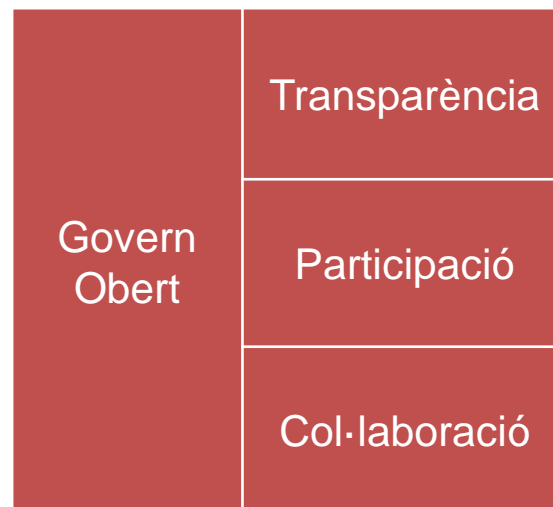 Govern
Obert
Transparència
Participació
Col·laboració